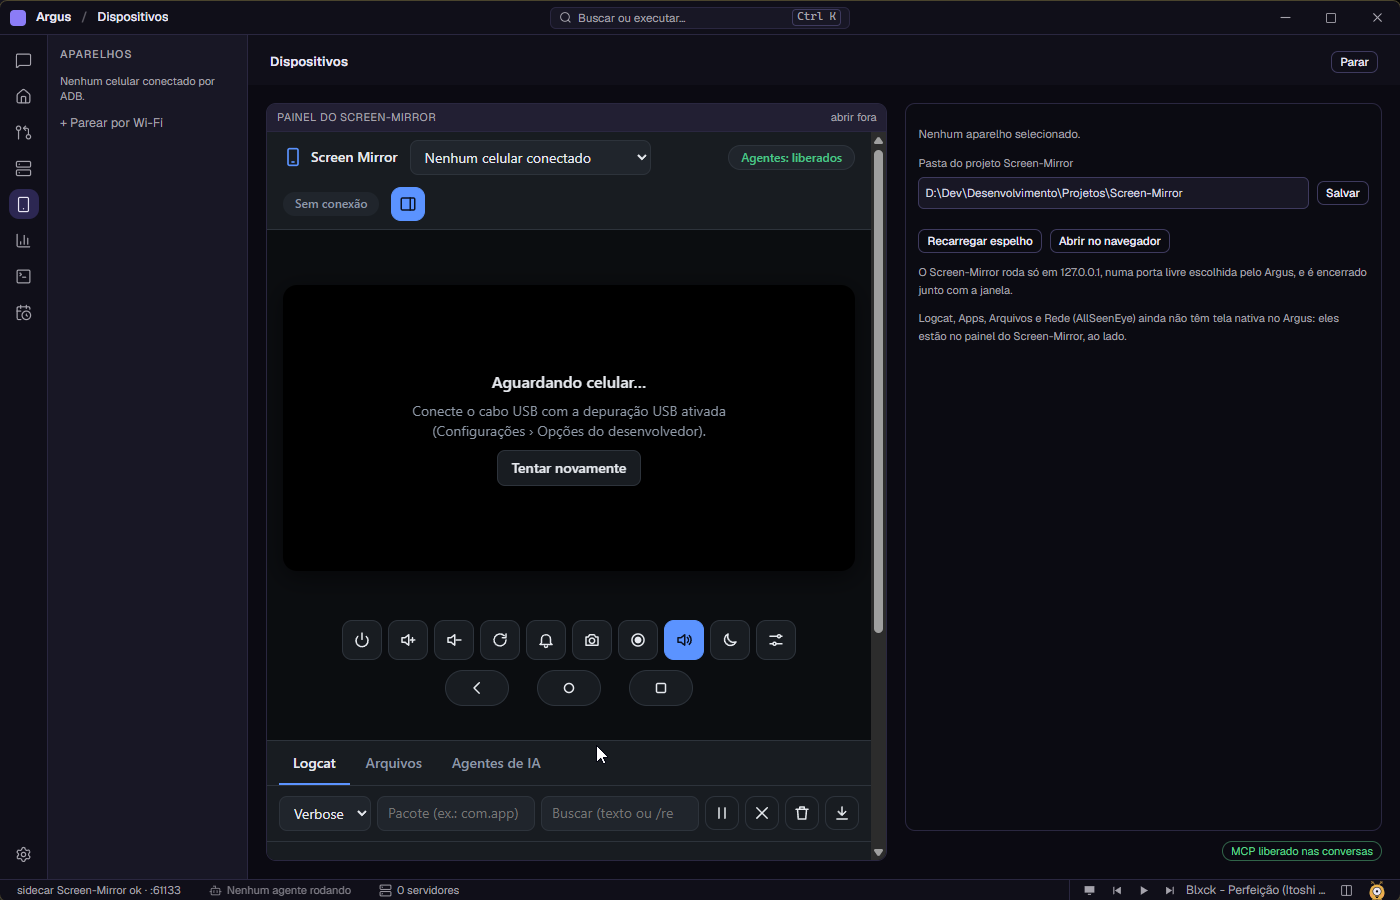 Argus / Dispositivos
Buscar ou executar... Ctrl K
APARELHOS
Nenhum celular conectado por
ADB.
+ Parear por Wi-Fi
Dispositivos
Parar
PAINEL DO SCREEN-MIRROR
abrir fora
Screen Mirror
Nenhum celular conectado
Agentes: liberados
Sem conexão
Aguardando celular...
Conecte o cabo USB com a depuração USB ativada
(Configurações › Opções do desenvolvedor).
Tentar novamente
Logcat
Arquivos
Agentes de IA
Verbose
Pacote (ex.: com.app)
Buscar (texto ou /re
Nenhum aparelho selecionado.
Pasta do projeto Screen-Mirror
D:\Dev\Desenvolvimento\Projetos\Screen-Mirror
Salvar
Recarregar espelho
Abrir no navegador
O Screen-Mirror roda só em 127.0.0.1, numa porta livre escolhida pelo Argus, e é encerrado
junto com a janela.
Logcat, Apps, Arquivos e Rede (AllSeenEye) ainda não têm tela nativa no Argus: eles
estão no painel do Screen-Mirror, ao lado.
MCP liberado nas conversas
sidecar Screen-Mirror ok · :61133
Nenhum agente rodando
0 servidores
Blxck - Perfeição (Itoshi ...